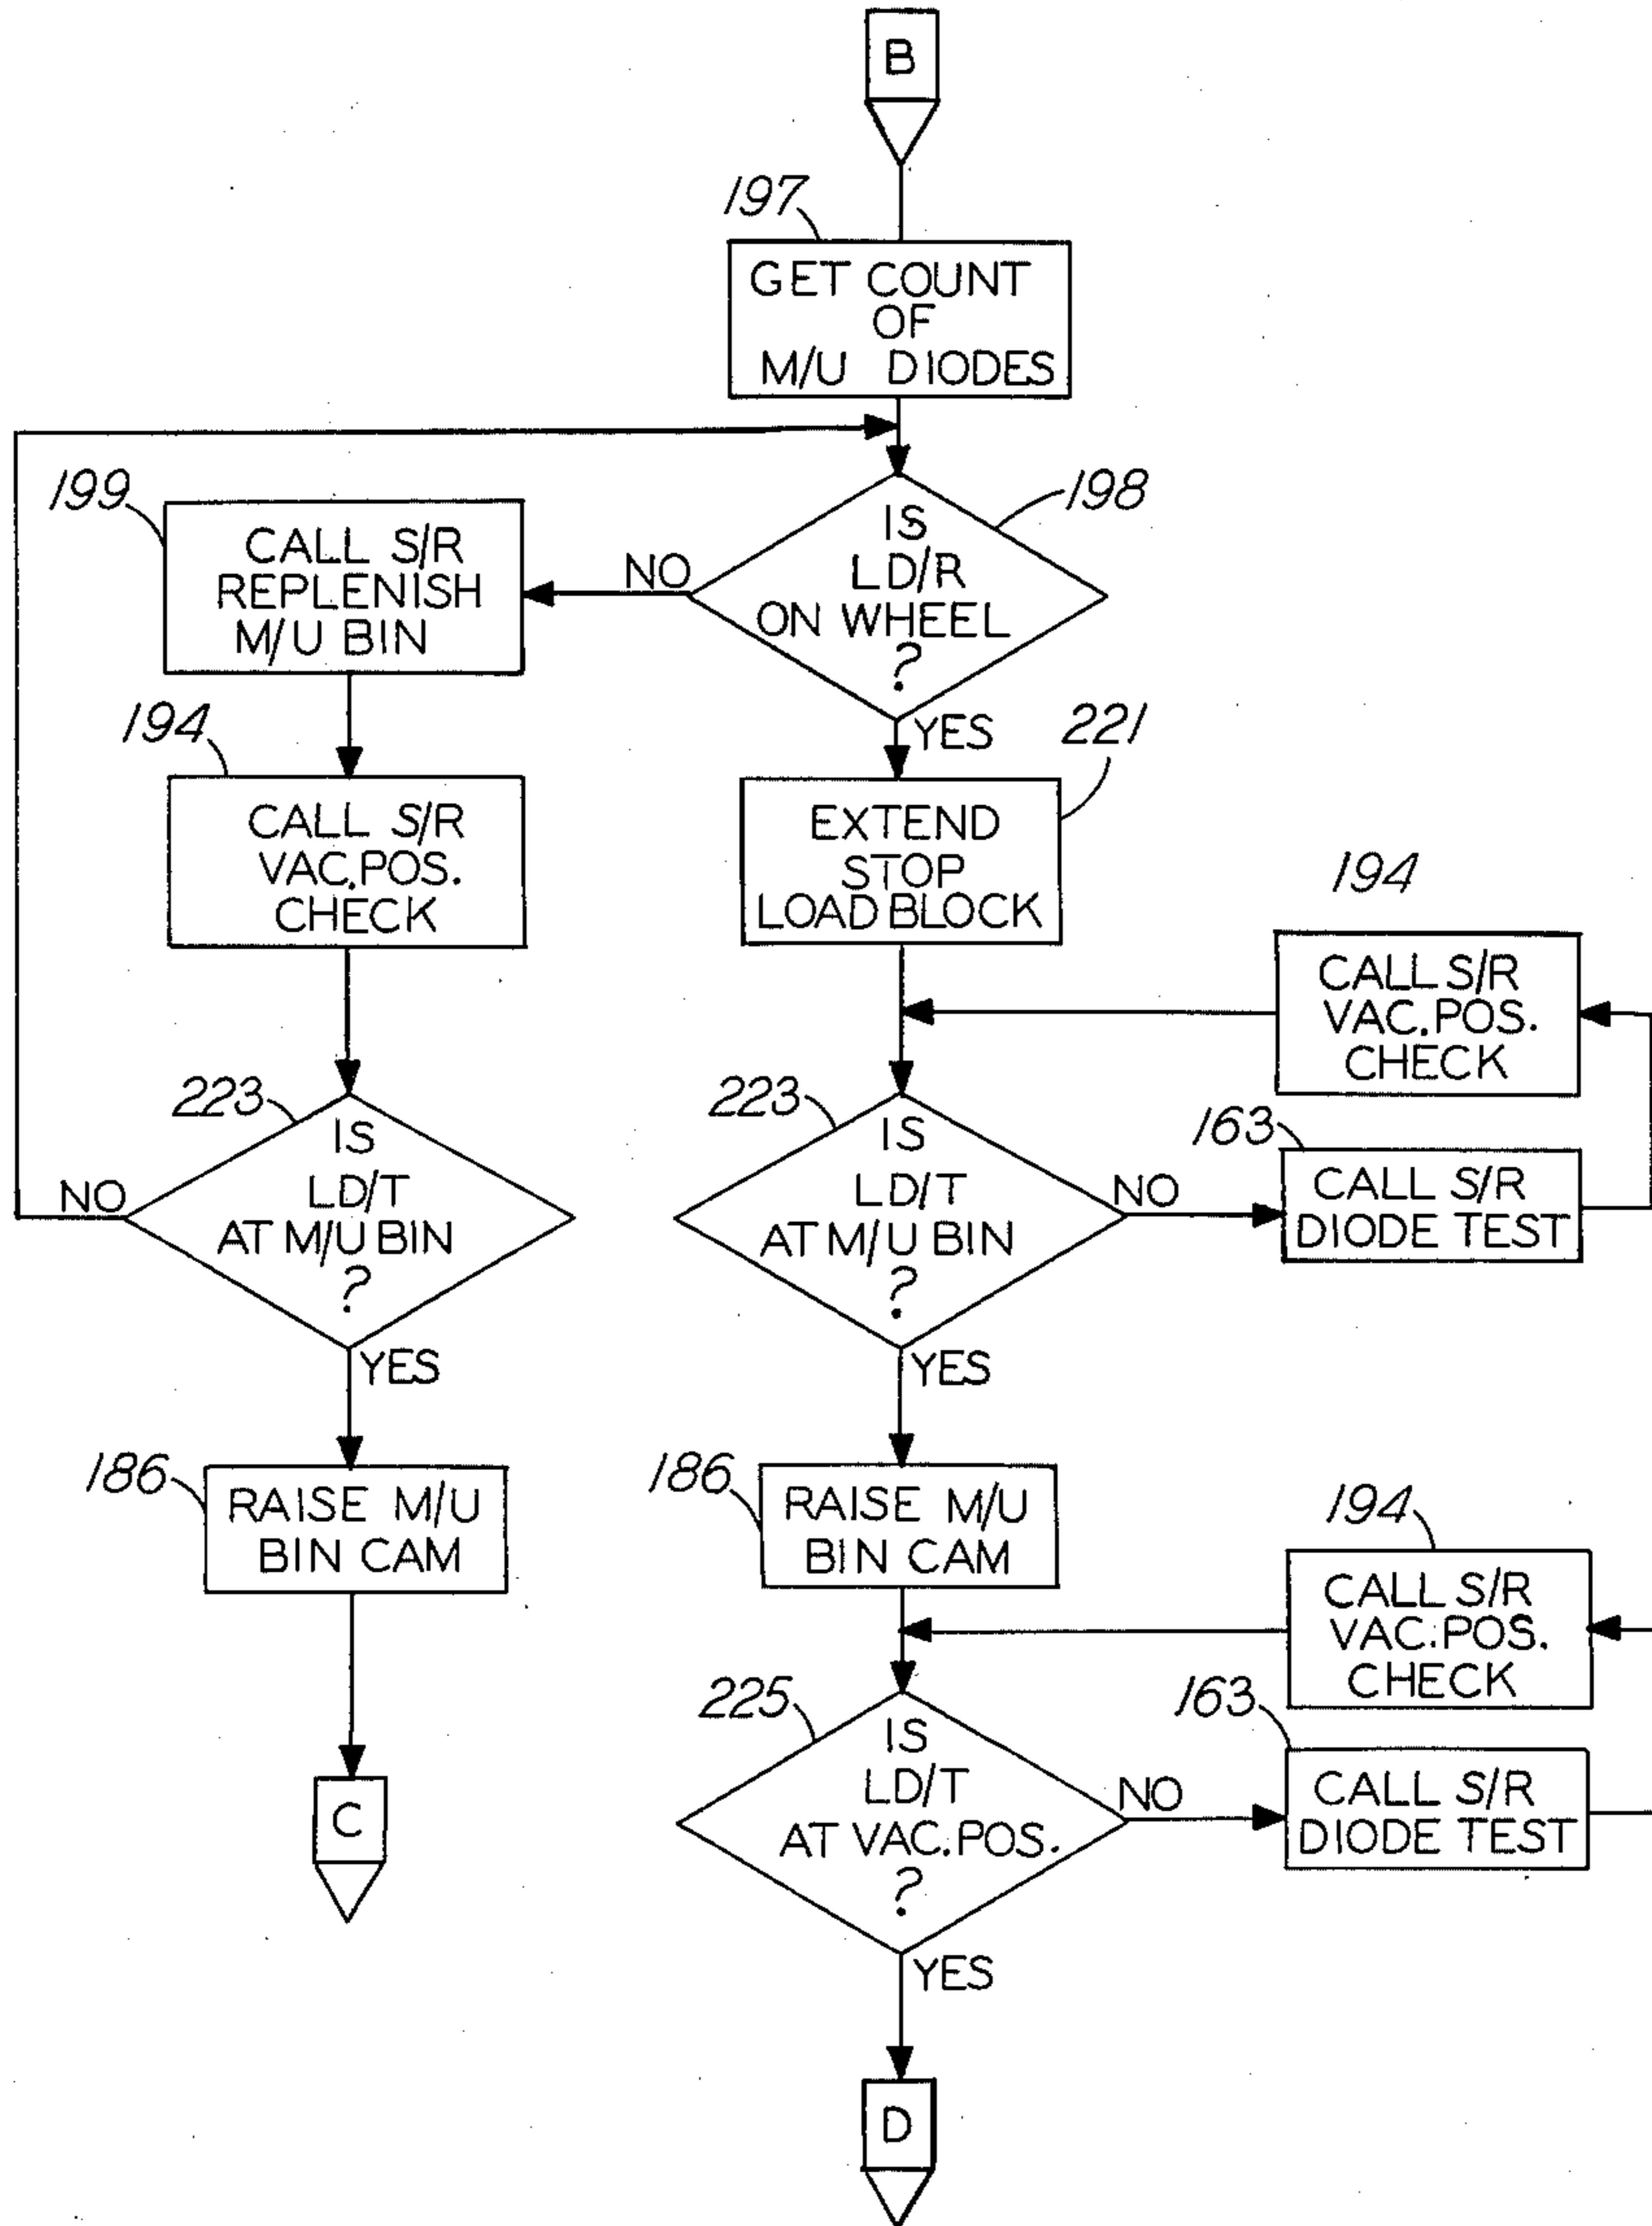 B
197
GET COUNT
OF
M/U DIODES
199
CALL S/R
REPLENISH
M/U BIN
NO
198
IS
LD/R
ON WHEEL
?
YES
194
CALL S/R
VAC.POS.
CHECK
221
EXTEND
STOP
LOAD BLOCK
194
CALL S/R
VAC.POS.
CHECK
223
IS
LD/T
AT M/U BIN
?
NO
YES
223
IS
LD/T
AT M/U BIN
?
NO
YES
163
CALL S/R
DIODE TEST
186
RAISE M/U
BIN CAM
186
RAISE M/U
BIN CAM
194
CALL S/R
VAC.POS.
CHECK
225
IS
LD/T
AT VAC.POS.
?
NO
YES
163
CALL S/R
DIODE TEST
C
D